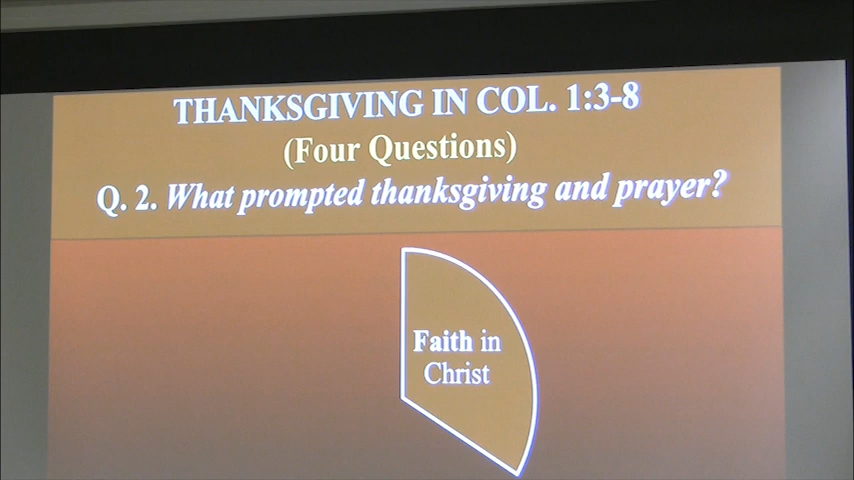 THANKSGIVING IN COL. 1:3-8
(Four Questions)
Q. 2. What prompted thanksgiving and prayer?
Faith in
Christ